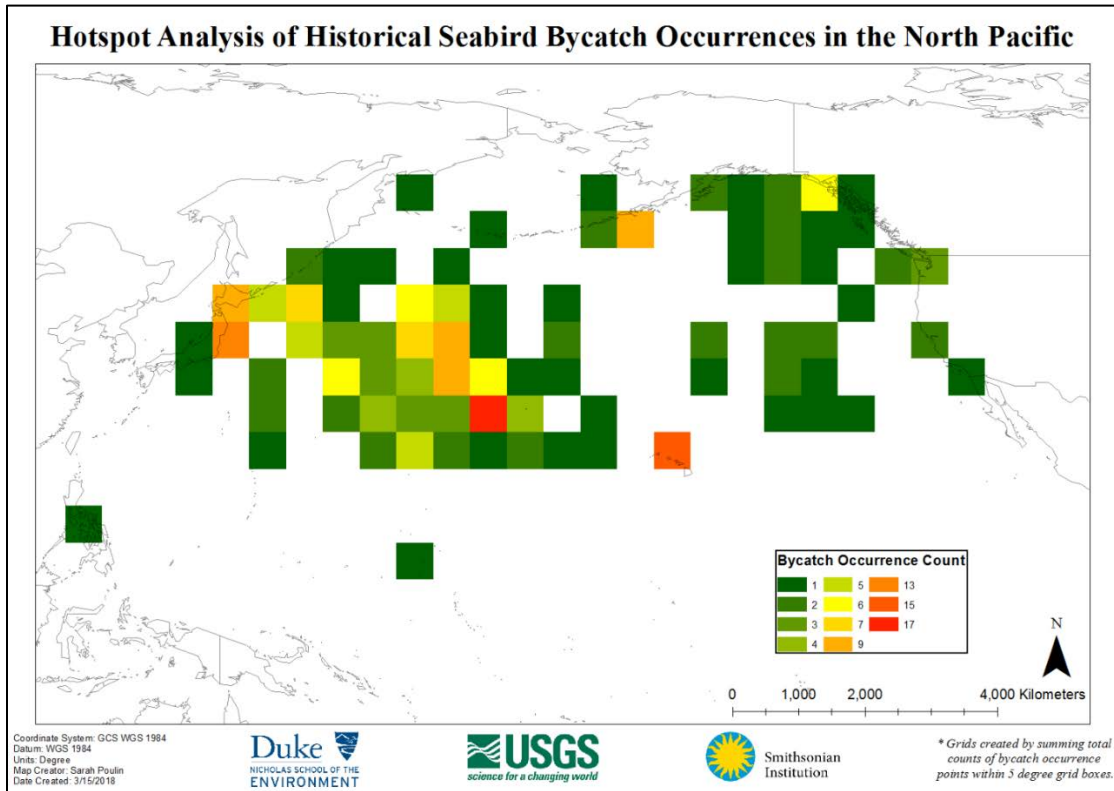 Hotspot Analysis of Historical Seabird Bycatch Occurrences in the North Pacific
Bycatch Occurrence Count
1 5 13
2 6 15
3 7 17
4 9
N
0 1,000 2,000 4,000 Kilometers
Coordinate System: GCS WGS 1984
Datum: WGS 1984
Units: Degree
Map Creator: Sarah Poulin
Date Created: 3/15/2018
Duke
NICHOLAS SCHOOL OF THE
ENVIRONMENT
USGS
science for a changing world
Smithsonian
Institution
* Grids created by summing total
counts of bycatch occurrence
points within 5 degree grid boxes.